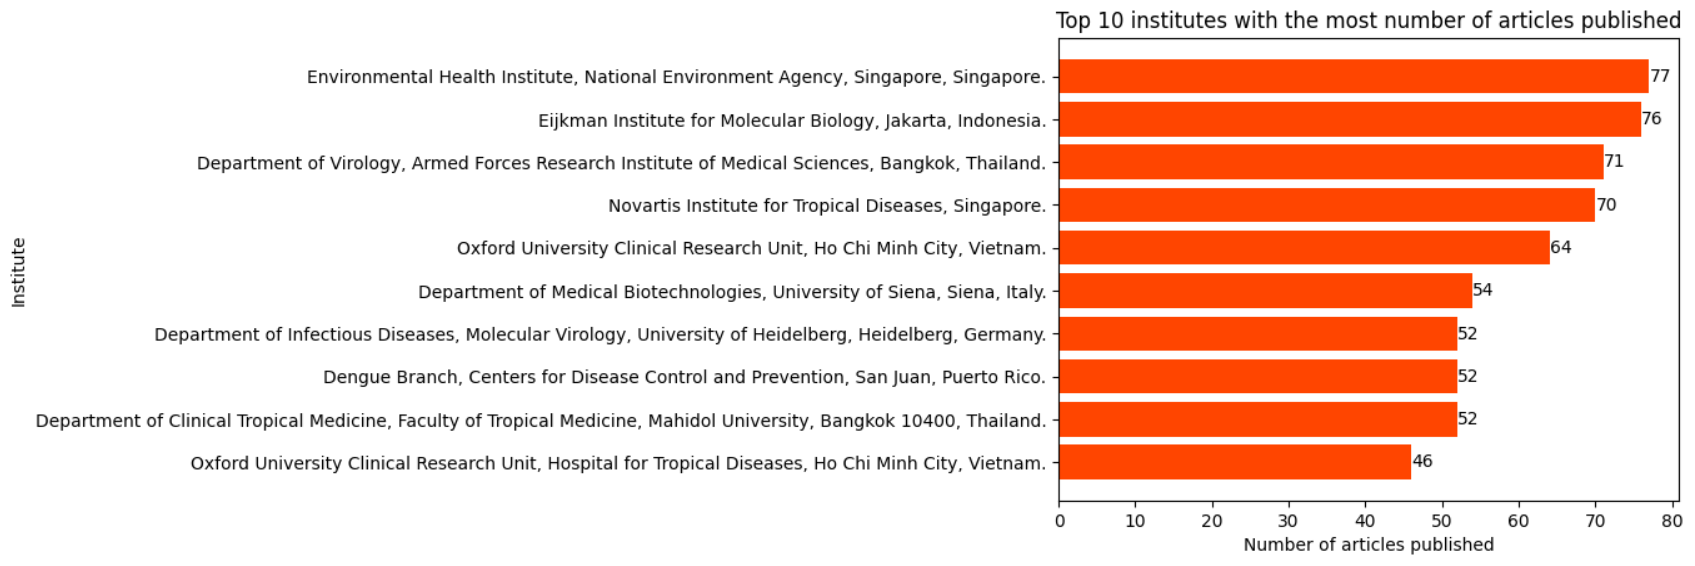 Top 10 institutes with the most number of articles published
Institute
Environmental Health Institute, National Environment Agency, Singapore, Singapore.
77
Eijkman Institute for Molecular Biology, Jakarta, Indonesia.
76
Department of Virology, Armed Forces Research Institute of Medical Sciences, Bangkok, Thailand.
71
Novartis Institute for Tropical Diseases, Singapore.
70
Oxford University Clinical Research Unit, Ho Chi Minh City, Vietnam.
64
Department of Medical Biotechnologies, University of Siena, Siena, Italy.
54
Department of Infectious Diseases, Molecular Virology, University of Heidelberg, Heidelberg, Germany.
52
Dengue Branch, Centers for Disease Control and Prevention, San Juan, Puerto Rico.
52
Department of Clinical Tropical Medicine, Faculty of Tropical Medicine, Mahidol University, Bangkok 10400, Thailand.
52
Oxford University Clinical Research Unit, Hospital for Tropical Diseases, Ho Chi Minh City, Vietnam.
46
0 10 20 30 40 50 60 70 80
Number of articles published